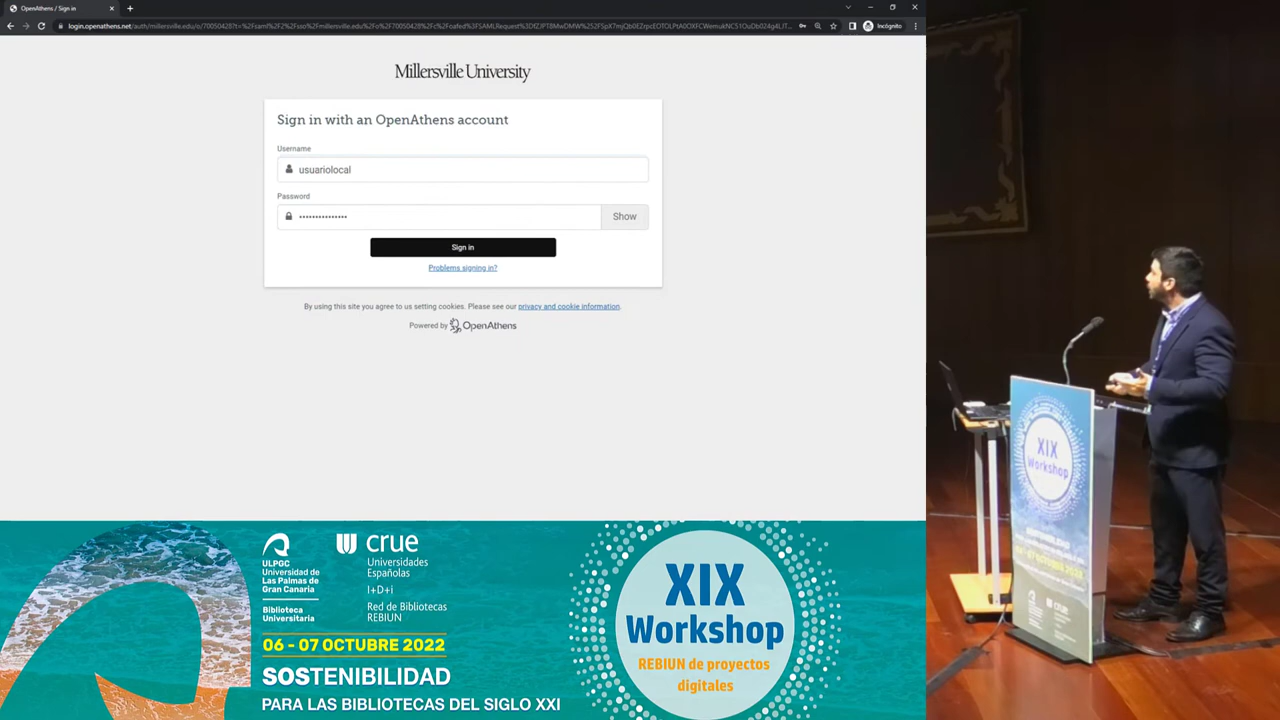 OpenAthens / Sign in
Incógnito
Millersville University
Sign in with an OpenAthens account
Username
usuariolocal
Password
Show
Sign in
Problems signing in?
By using this site you agree to us setting cookies. Please see our privacy and cookie information.
Powered by OpenAthens
XIX
Workshop
crue
ULPGC
Universidad de
Las Palmas de
Gran Canaria
Biblioteca
Universitaria
crue
Universidades
Españolas
I+D+i
Red de Bibliotecas
REBIUN
06 - 07 OCTUBRE 2022
SOSTENIBILIDAD
PARA LAS BIBLIOTECAS DEL SIGLO XXI
XIX
Workshop
REBIUN de proyectos
digitales